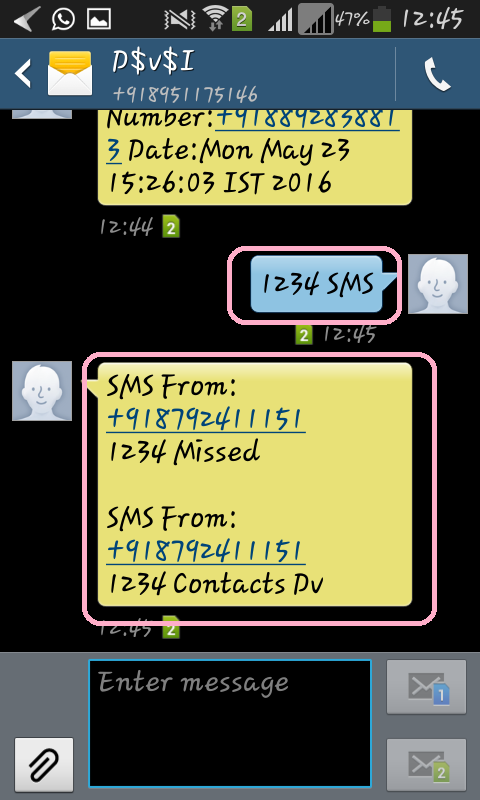 2 47% 12:45
D$v$I
+918951175146
Number:+91889283881
3 Date:Mon May 23
15:26:03 IST 2016
12:44 2
1234 SMS
2 12:45
SMS From:
+918792411151
1234 Missed
SMS From:
+918792411151
1234 Contacts Dv
12:45 2
Enter message
1
2